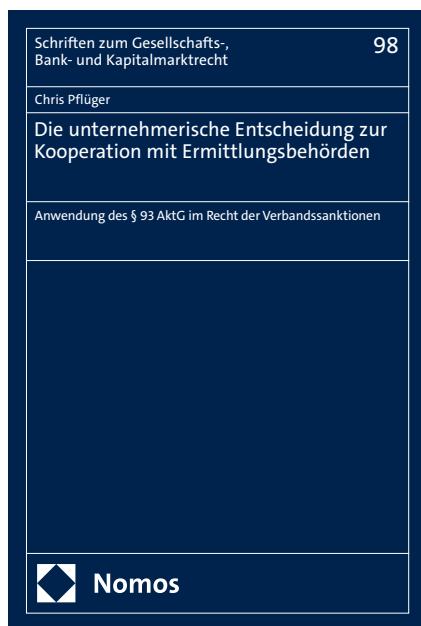 Schriften zum Gesellschafts-,
Bank- und Kapitalmarktrecht
98
Chris Pflüger
Die unternehmerische Entscheidung zur
Kooperation mit Ermittlungsbehörden
Anwendung des § 93 AktG im Recht der Verbandssanktionen
Nomos